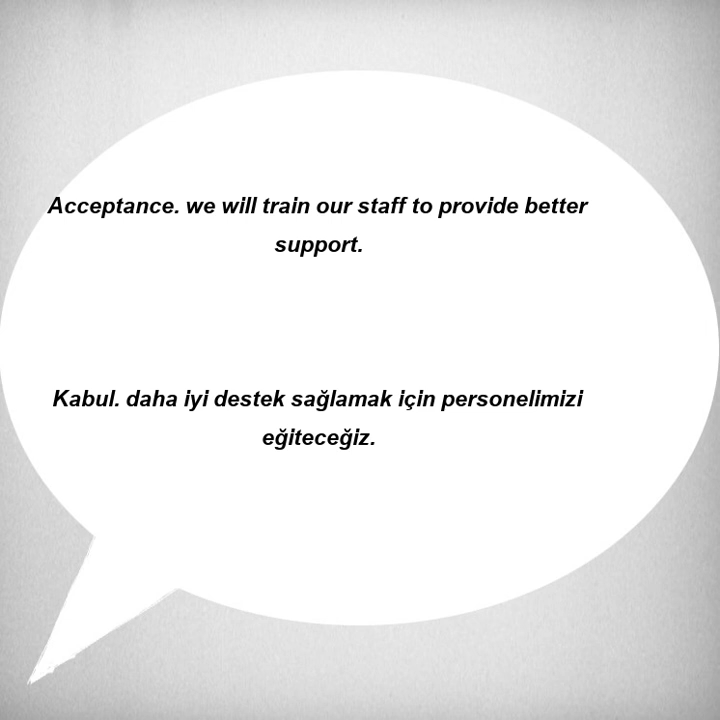 Acceptance. we will train our staff to provide better
support.
Kabul. daha iyi destek sağlamak için personelimizi
eğiteceğiz.